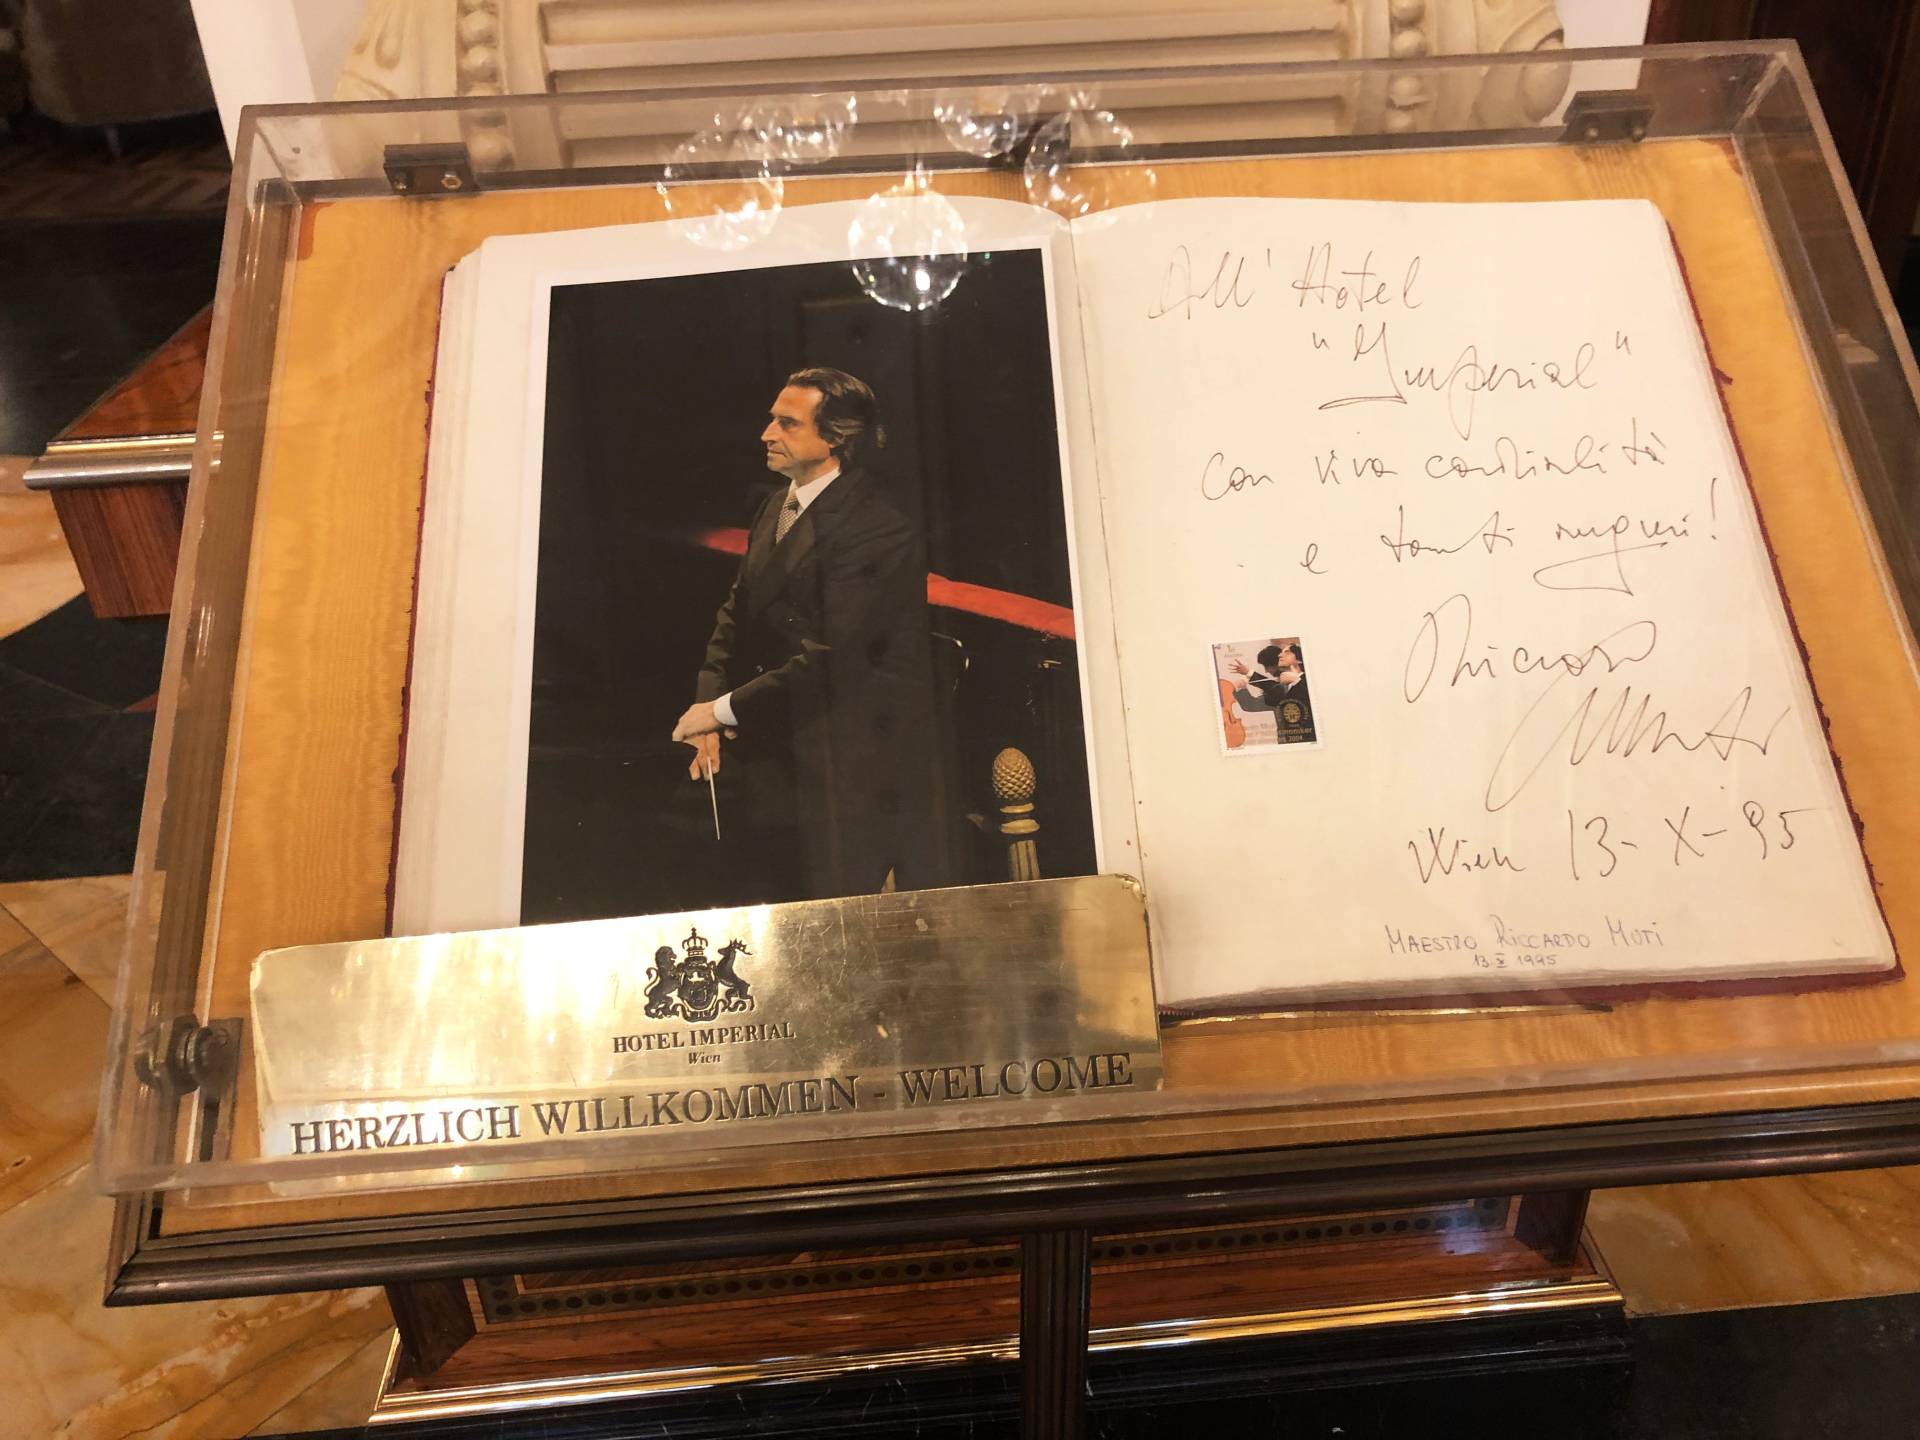 All' Hotel
"Imperial"
con viva cordialità
e tanti auguri!
Riccardo
Muti
Wien 13-X-95
MAESTRO RICCARDO MUTI
13.X 1995
HOTEL IMPERIAL
Wien
HERZLICH WILLKOMMEN - WELCOME